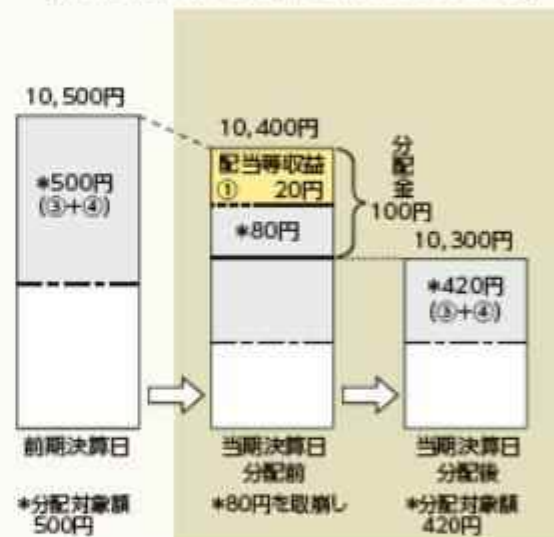 10,500円
*500円
(③+④)
10,400円
配当等収益
① 20円
*80円
分配金
100円
10,300円
*420円
(③+④)
前期決算日
当期決算日
分配前
当期決算日
分配後
*分配対象額
500円
*80円を取崩し
*分配対象額
420円